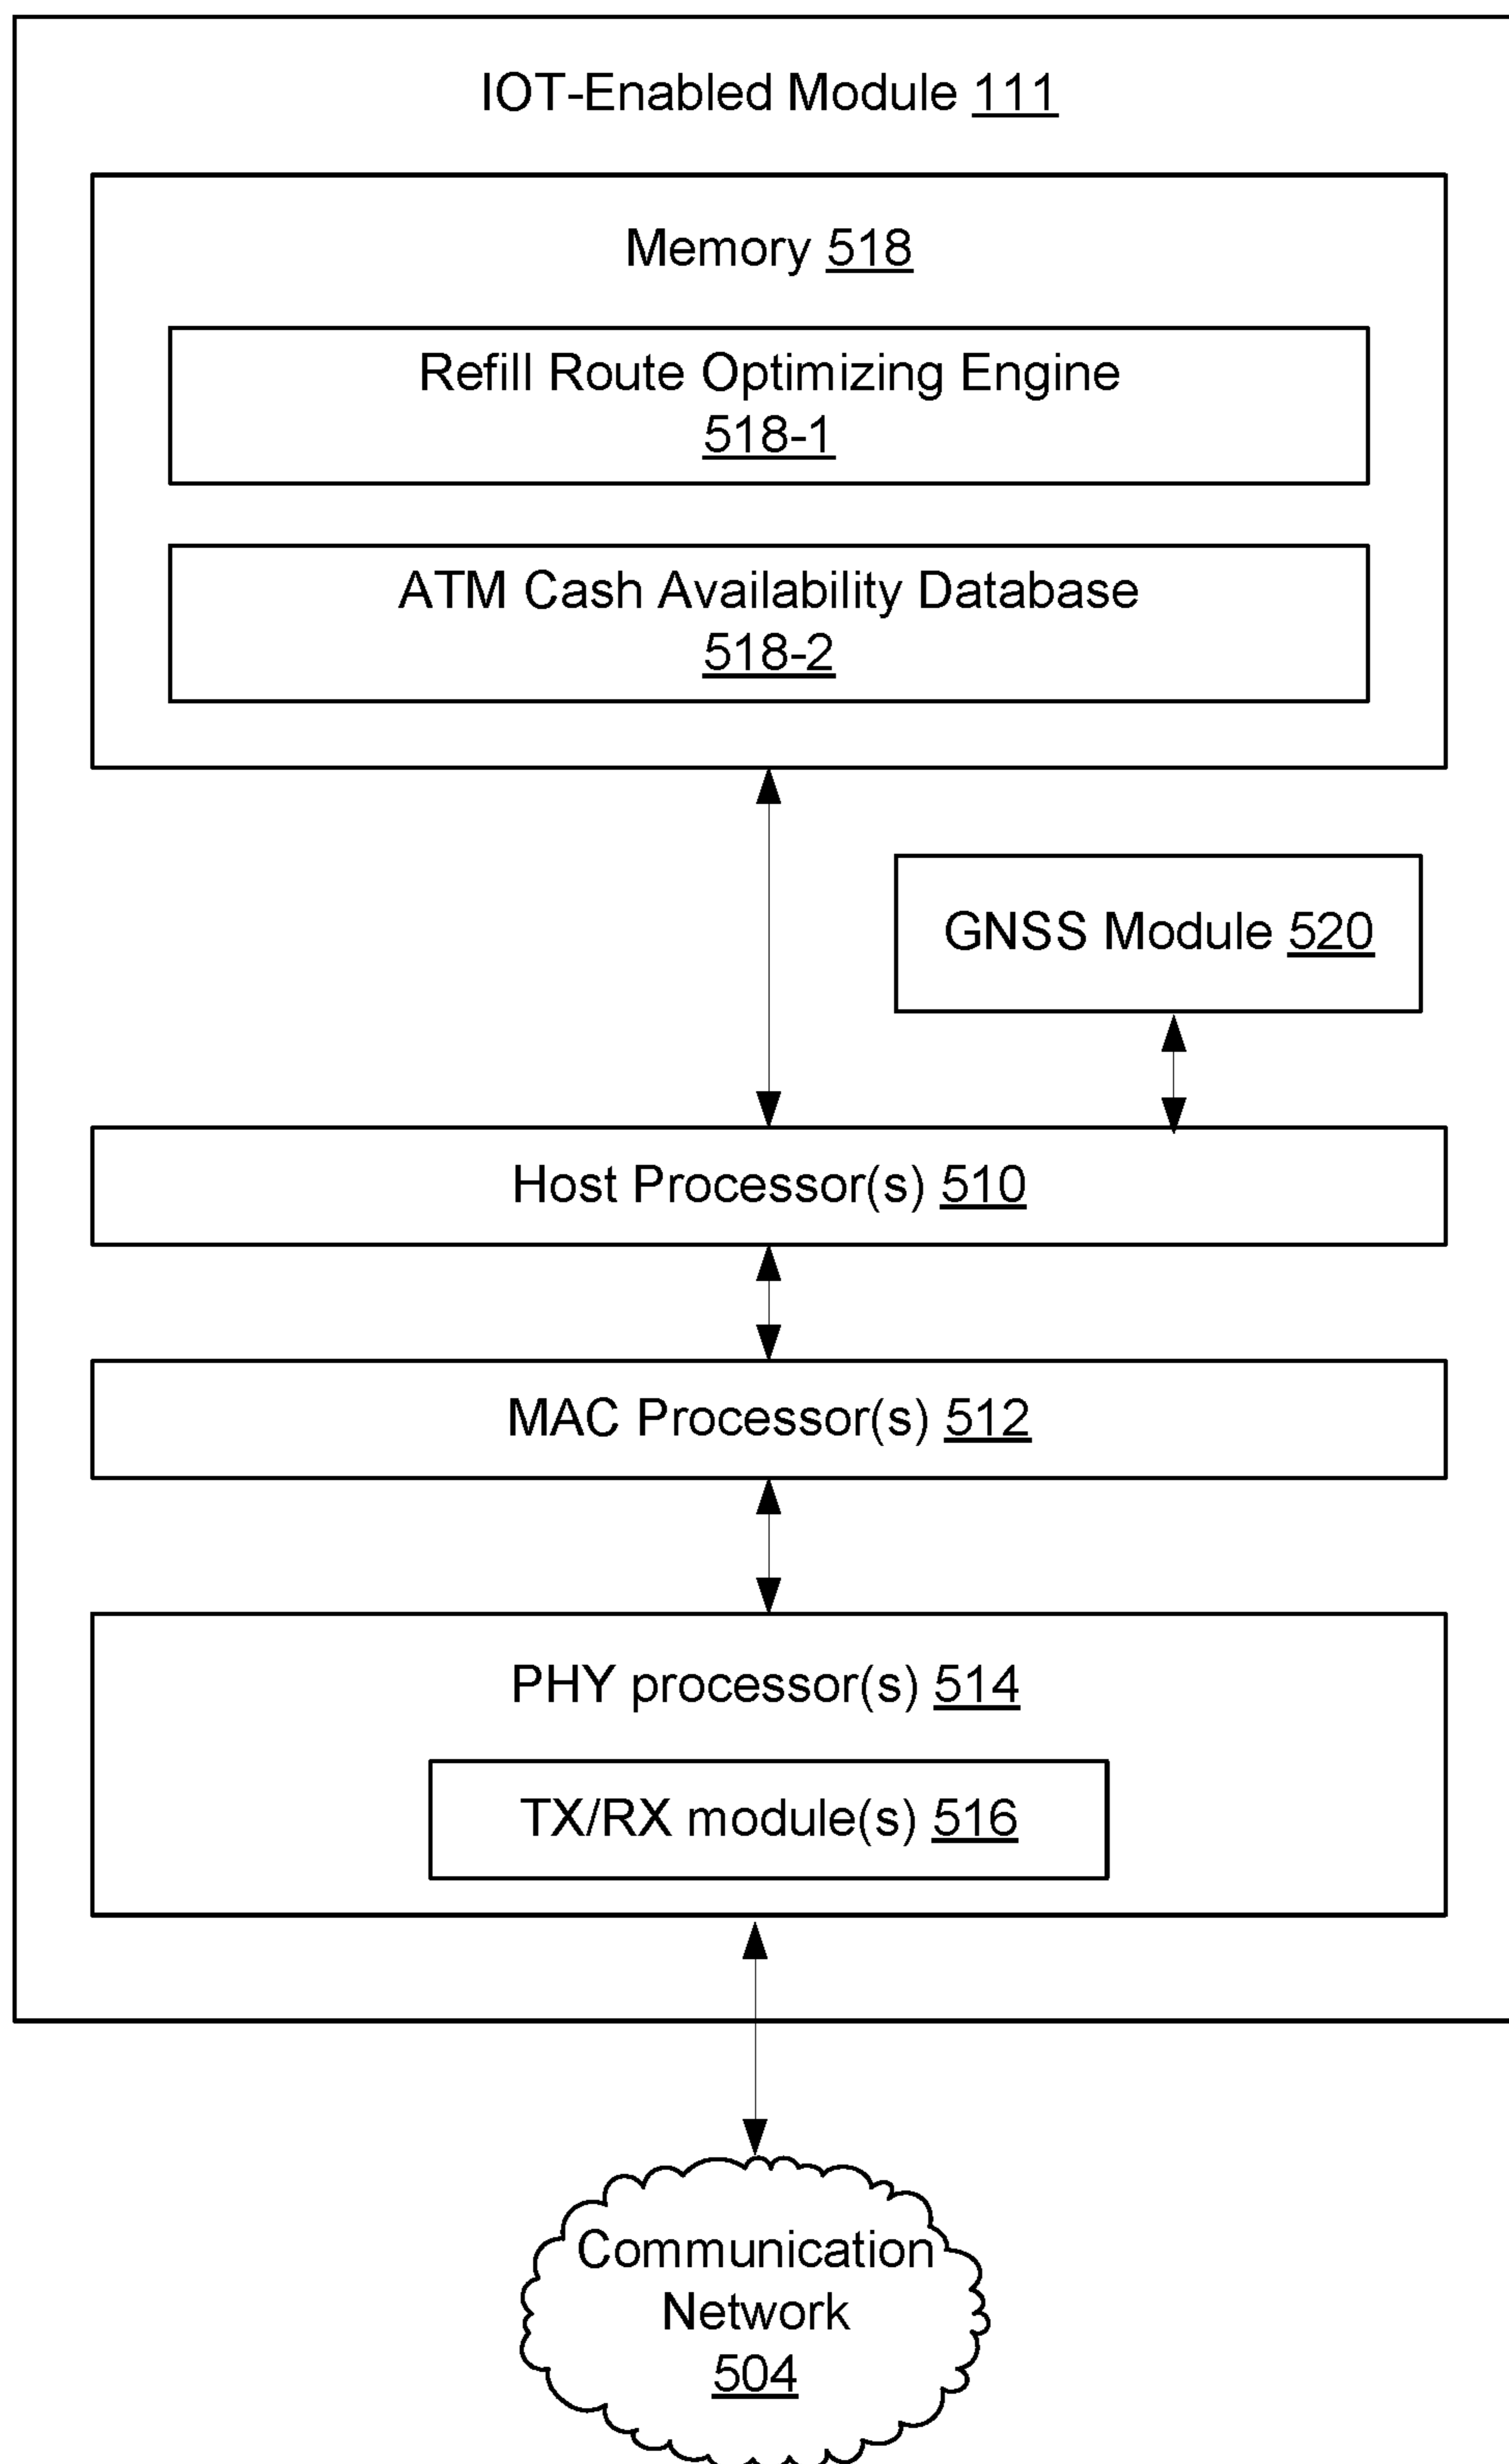 IOT-Enabled Module 111
Memory 518
Refill Route Optimizing Engine
518-1
ATM Cash Availability Database
518-2
GNSS Module 520
Host Processor(s) 510
MAC Processor(s) 512
PHY processor(s) 514
TX/RX module(s) 516
Communication
Network
504